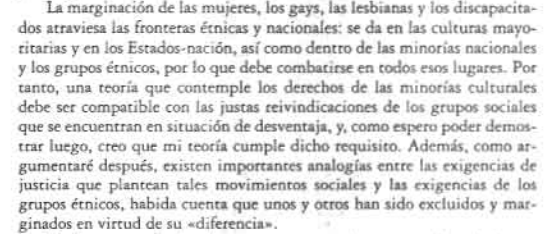 La marginación de las mujeres, los gays, las lesbianas y los discapacita-
dos atraviesa las fronteras étnicas y nacionales: se da en las culturas mayo-
ritarias y en los Estados-nación, así como dentro de las minorías nacionales
y los grupos étnicos, por lo que debe combatirse en todos esos lugares. Por
tanto, una teoría que contemple los derechos de las minorías culturales
debe ser compatible con las justas reivindicaciones de los grupos sociales
que se encuentran en situación de desventaja, y, como espero poder demos-
trar luego, creo que mi teoría cumple dicho requisito. Además, como ar-
gumentaré después, existen importantes analogías entre las exigencias de
justicia que plantean tales movimientos sociales y las exigencias de los
grupos étnicos, habida cuenta que unos y otros han sido excluidos y mar-
ginados en virtud de su «diferencia».